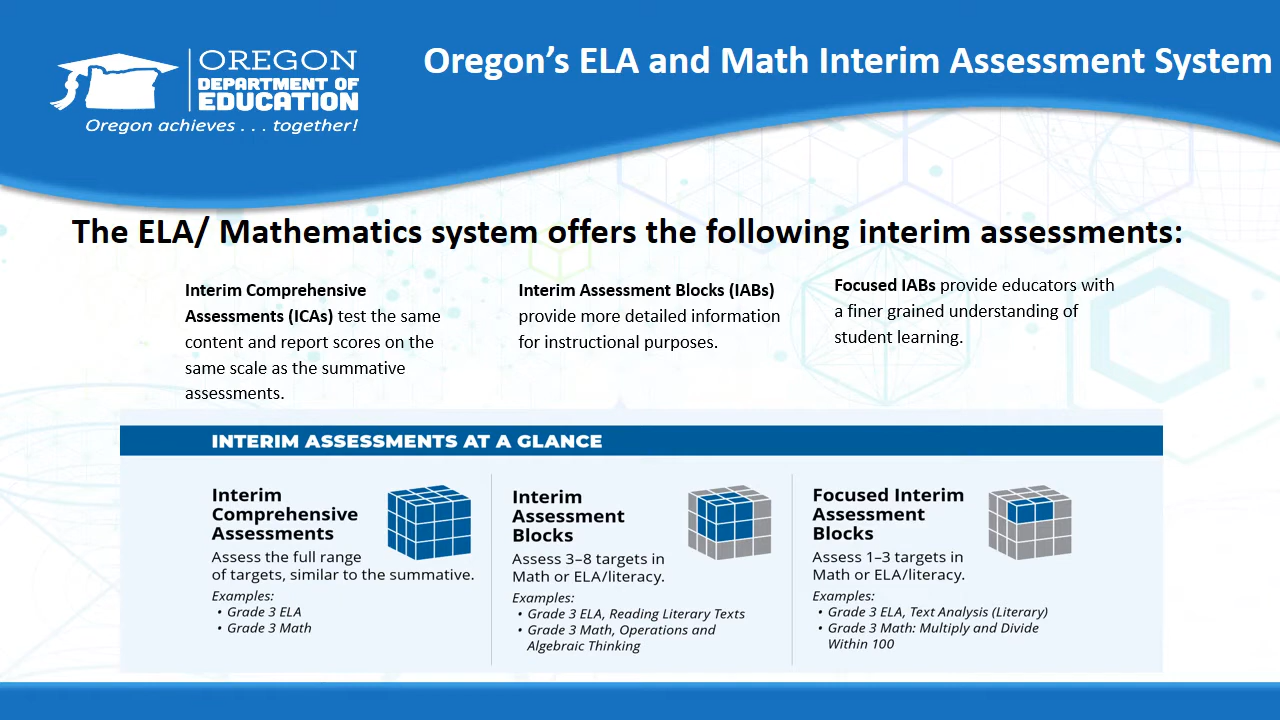 OREGON
DEPARTMENT OF
EDUCATION
Oregon achieves . . . together!
Oregon’s ELA and Math Interim Assessment System
The ELA/ Mathematics system offers the following interim assessments:
Interim Comprehensive
Assessments (ICAs) test the same
content and report scores on the
same scale as the summative
assessments.
Interim Assessment Blocks (IABs)
provide more detailed information
for instructional purposes.
Focused IABs provide educators with
a finer grained understanding of
student learning.
INTERIM ASSESSMENTS AT A GLANCE
Interim
Comprehensive
Assessments
Assess the full range
of targets, similar to the summative.
Examples:
• Grade 3 ELA
• Grade 3 Math
Interim
Assessment
Blocks
Assess 3–8 targets in
Math or ELA/literacy.
Examples:
• Grade 3 ELA, Reading Literary Texts
• Grade 3 Math, Operations and
Algebraic Thinking
Focused Interim
Assessment
Blocks
Assess 1–3 targets in
Math or ELA/literacy.
Examples:
• Grade 3 ELA, Text Analysis (Literary)
• Grade 3 Math: Multiply and Divide
Within 100